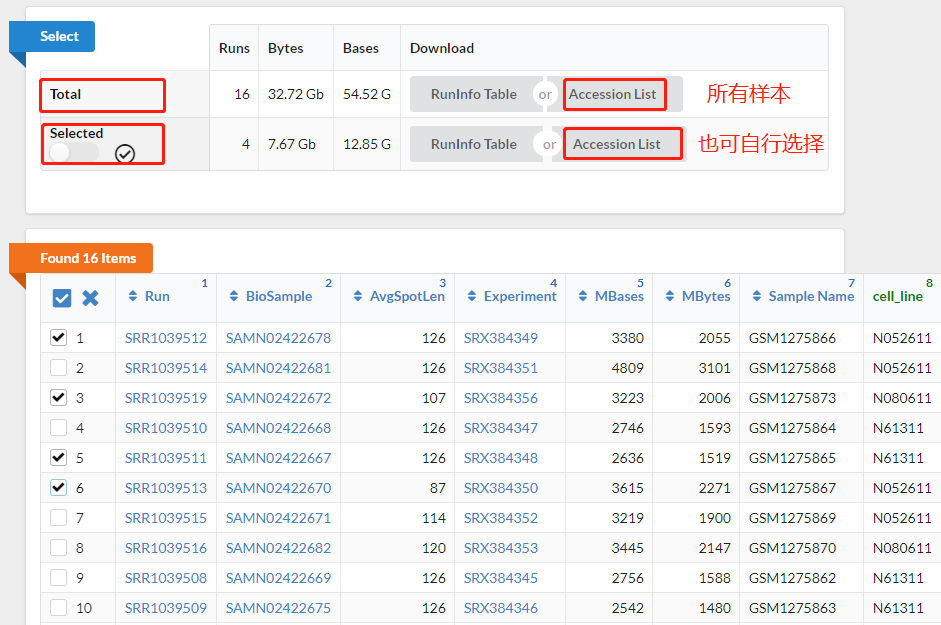 Select
Runs Bytes Bases Download
Total 16 32.72 Gb 54.52 G RunInfo Table or Accession List 所有样本
Selected 4 7.67 Gb 12.85 G RunInfo Table or Accession List 也可自行选择
Found 16 Items
Run 1 BioSample 2 AvgSpotLen 3 Experiment 4 MBases 5 MBytes 6 Sample Name 7 cell_line 8
1 SRR1039512 SAMN02422678 126 SRX384349 3380 2055 GSM1275866 N052611
2 SRR1039514 SAMN02422681 126 SRX384351 4809 3101 GSM1275868 N052611
3 SRR1039519 SAMN02422672 107 SRX384356 3223 2006 GSM1275873 N080611
4 SRR1039510 SAMN02422668 126 SRX384347 2746 1593 GSM1275864 N61311
5 SRR1039511 SAMN02422667 126 SRX384348 2636 1519 GSM1275865 N61311
6 SRR1039513 SAMN02422670 87 SRX384350 3615 2271 GSM1275867 N052611
7 SRR1039515 SAMN02422671 114 SRX384352 3219 1900 GSM1275869 N052611
8 SRR1039516 SAMN02422682 120 SRX384353 3445 2147 GSM1275870 N080611
9 SRR1039508 SAMN02422669 126 SRX384345 2756 1588 GSM1275862 N61311
10 SRR1039509 SAMN02422675 126 SRX384346 2542 1480 GSM1275863 N61311